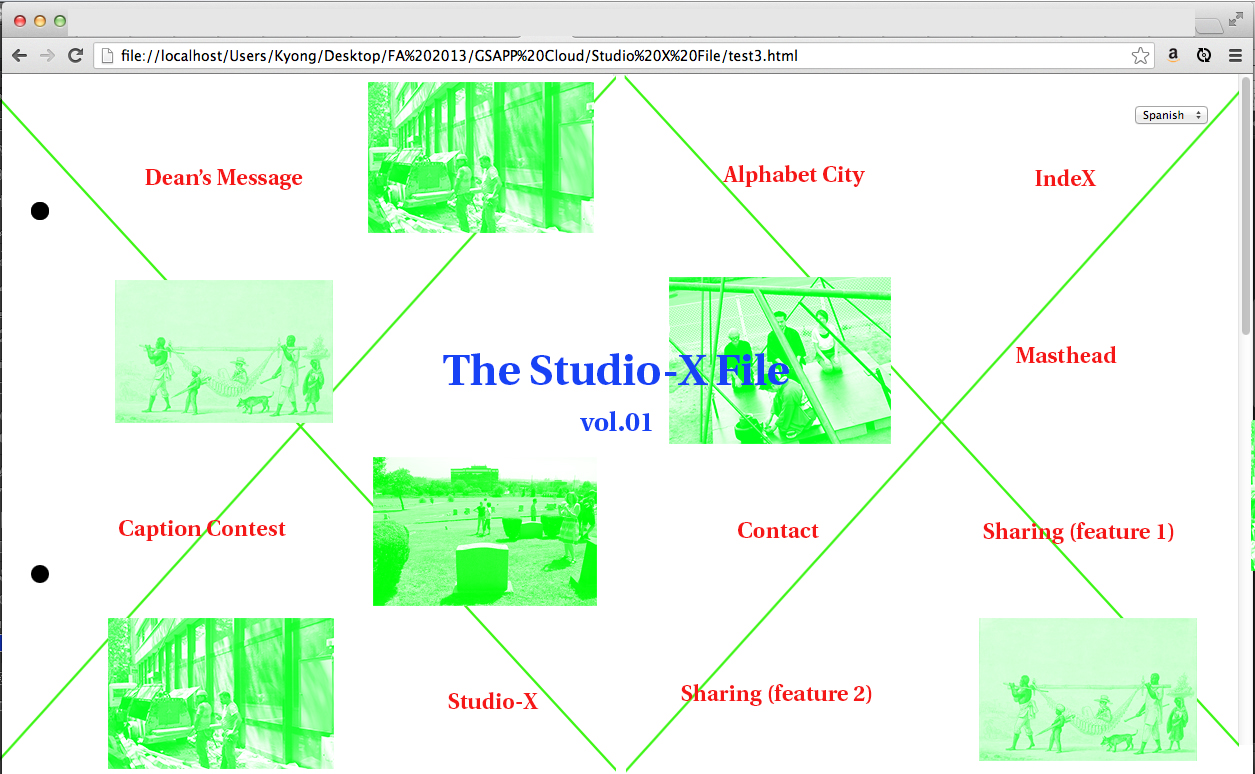 file://localhost/Users/Kyong/Desktop/FA%202013/GSAPP%20Cloud/Studio%20X%20File/test3.html
Spanish
Dean’s Message
Alphabet City
IndeX
The Studio-X File
vol.01
Masthead
Caption Contest
Contact
Sharing (feature 1)
Studio-X
Sharing (feature 2)